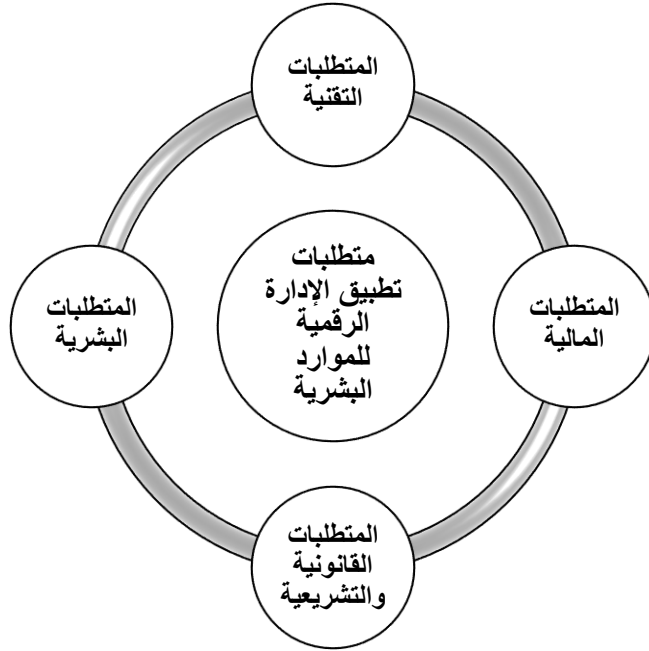 المتطلبات
التقنية
متطلبات
تطبيق الإدارة
الرقمية
للموارد
البشرية
المتطلبات
المالية
المتطلبات
البشرية
المتطلبات
القانونية
والتشريعية